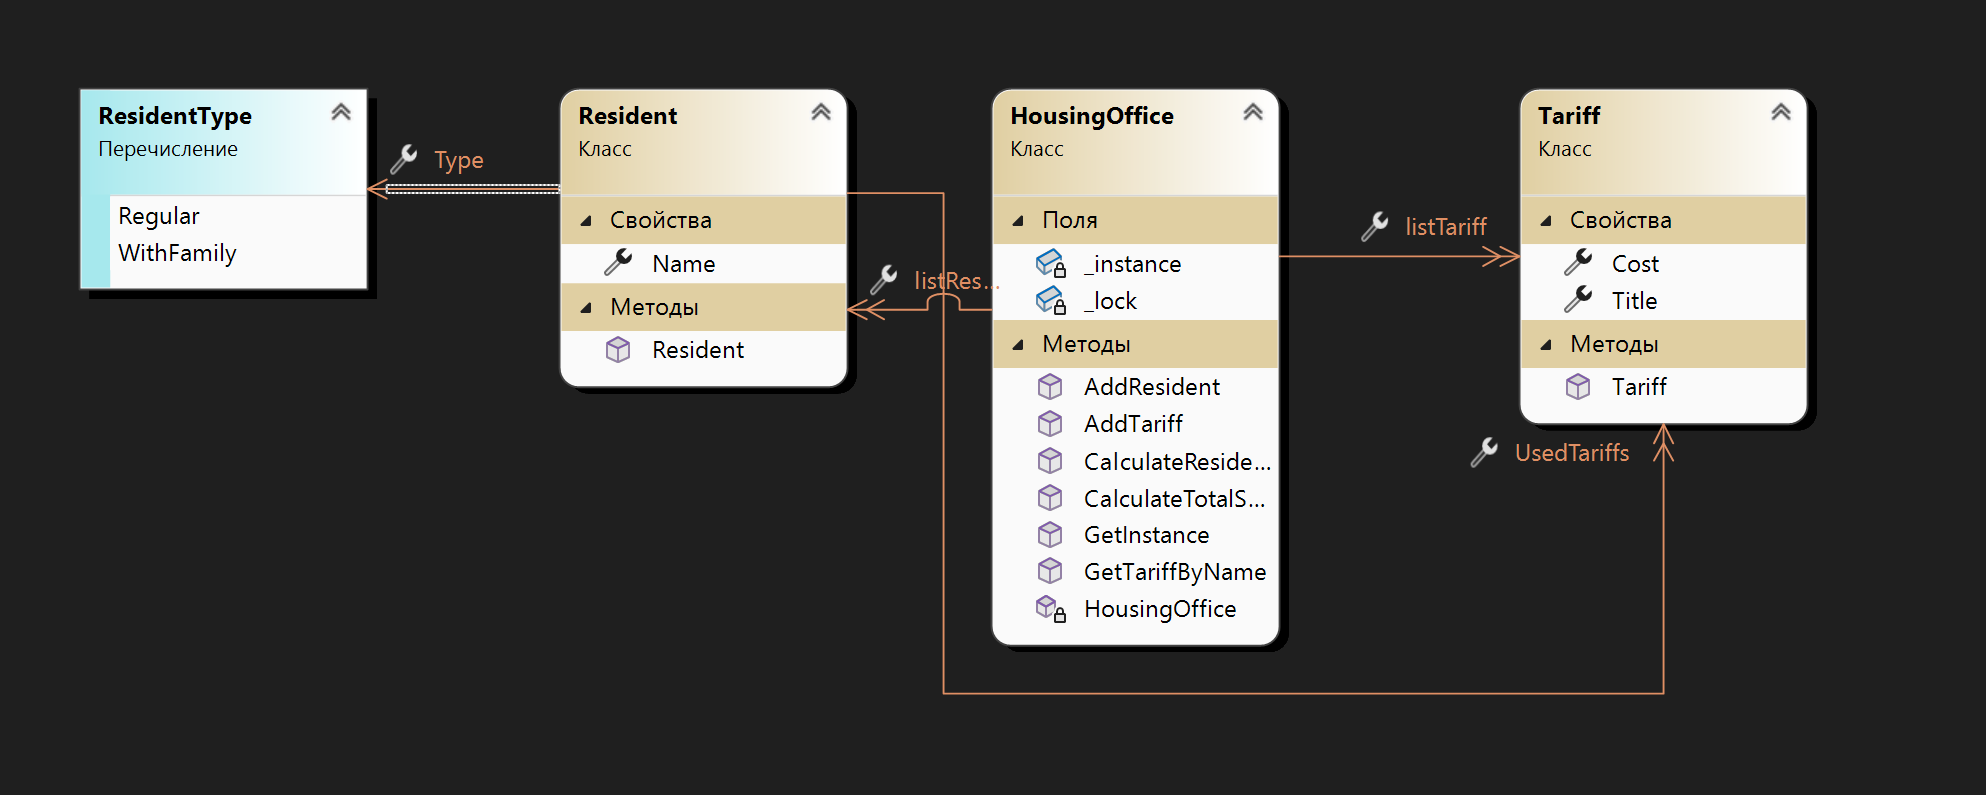 ResidentType
Перечисление
Regular
WithFamily
Type
Resident
Класс
Свойства
Name
Методы
Resident
listRes...
HousingOffice
Класс
Поля
_instance
_lock
Методы
AddResident
AddTariff
CalculateReside...
CalculateTotalS...
GetInstance
GetTariffByName
HousingOffice
listTariff
Tariff
Класс
Свойства
Cost
Title
Методы
Tariff
UsedTariffs